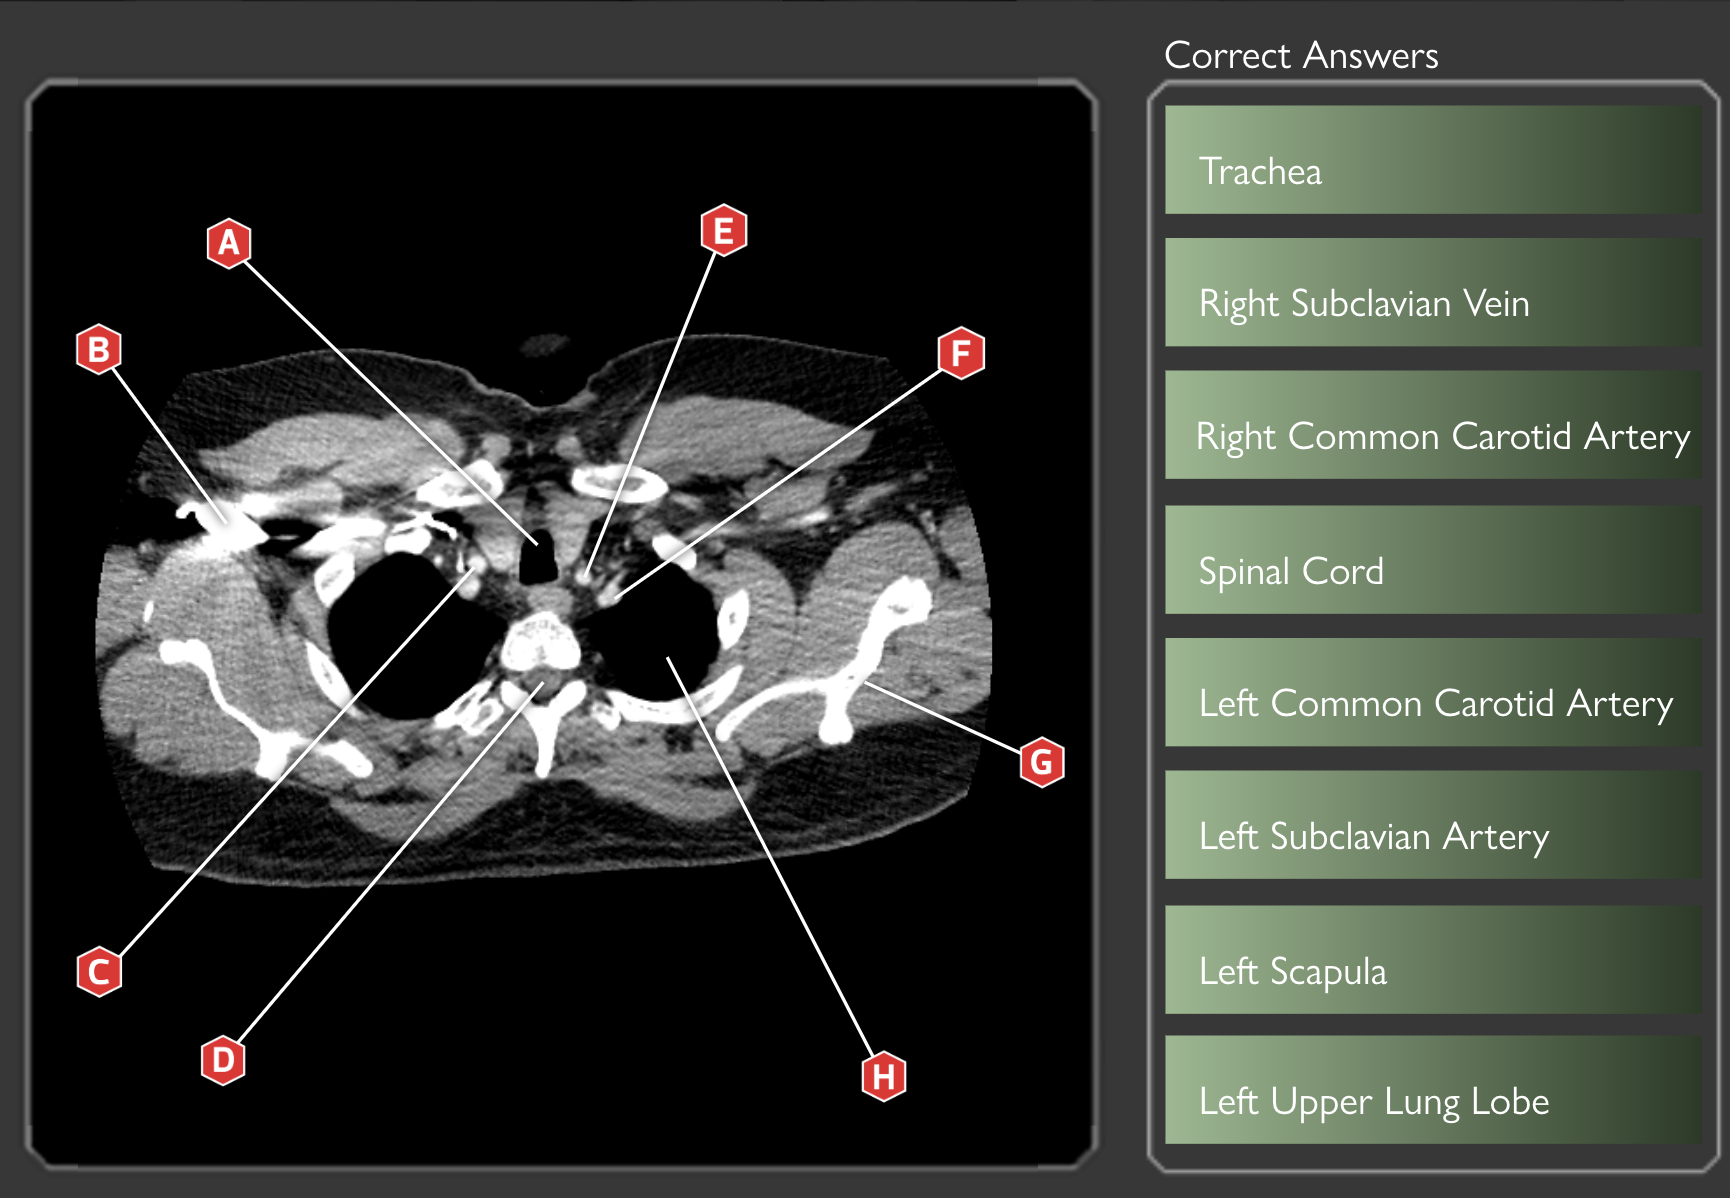 Correct Answers
A
E
B
F
C
D
G
H
Trachea
Right Subclavian Vein
Right Common Carotid Artery
Spinal Cord
Left Common Carotid Artery
Left Subclavian Artery
Left Scapula
Left Upper Lung Lobe